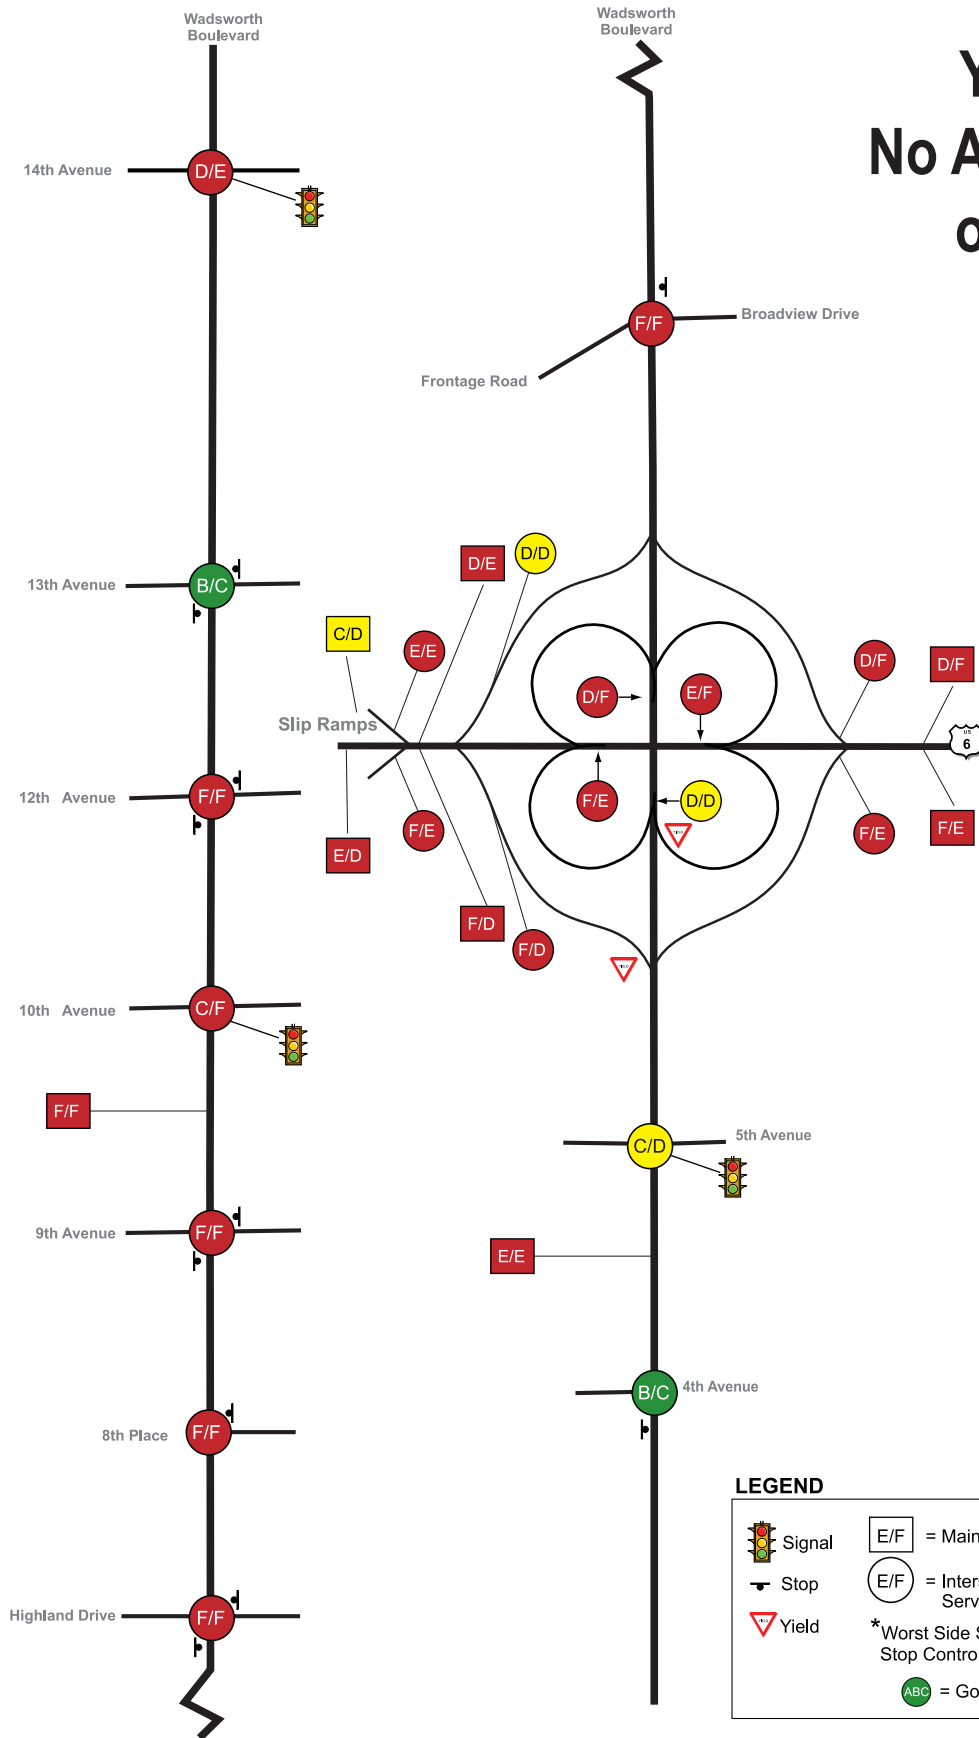 Wadsworth
Boulevard
14th Avenue
D/E
13th Avenue
B/C
12th Avenue
F/F
10th Avenue
C/F
F/F
9th Avenue
F/F
8th Place
F/F
Highland Drive
F/F
Wadsworth
Boulevard
Y
No A
o
F/F
Broadview Drive
Frontage Road
D/E
D/D
C/D
E/E
D/F
E/F
D/F
D/F
Slip Ramps
US
6
F/E
D/D
E/D
F/E
F/E
F/E
F/D
F/D
C/D
5th Avenue
E/E
B/C
4th Avenue
LEGEND
Signal
E/F = Main
Stop
E/F = Inters
Serv
Yield
*Worst Side S
Stop Contro
ABC = Go